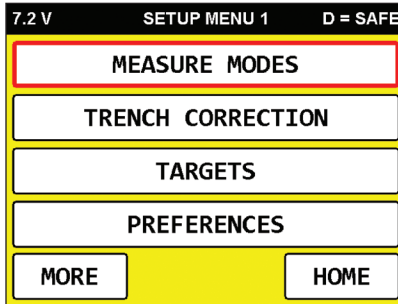 7.2 V SETUP MENU 1 D = SAFE
MEASURE MODES
TRENCH CORRECTION
TARGETS
PREFERENCES
MORE HOME